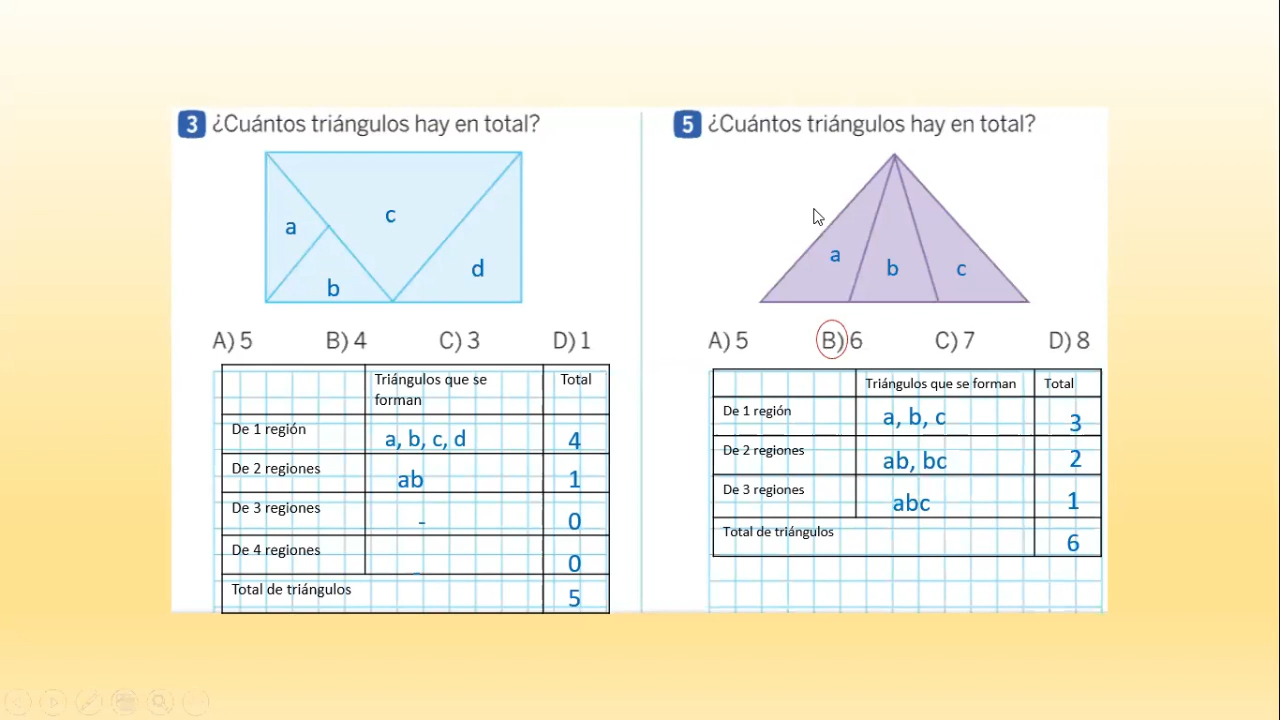 3 ¿Cuántos triángulos hay en total?
a
c
b
d
A) 5 B) 4 C) 3 D) 1
Triángulos que se
forman
Total
De 1 región a, b, c, d 4
De 2 regiones ab 1
De 3 regiones - 0
De 4 regiones - 0
Total de triángulos 5
5 ¿Cuántos triángulos hay en total?
a
b
c
A) 5 B) 6 C) 7 D) 8
Triángulos que se forman Total
De 1 región a, b, c 3
De 2 regiones ab, bc 2
De 3 regiones abc 1
Total de triángulos 6